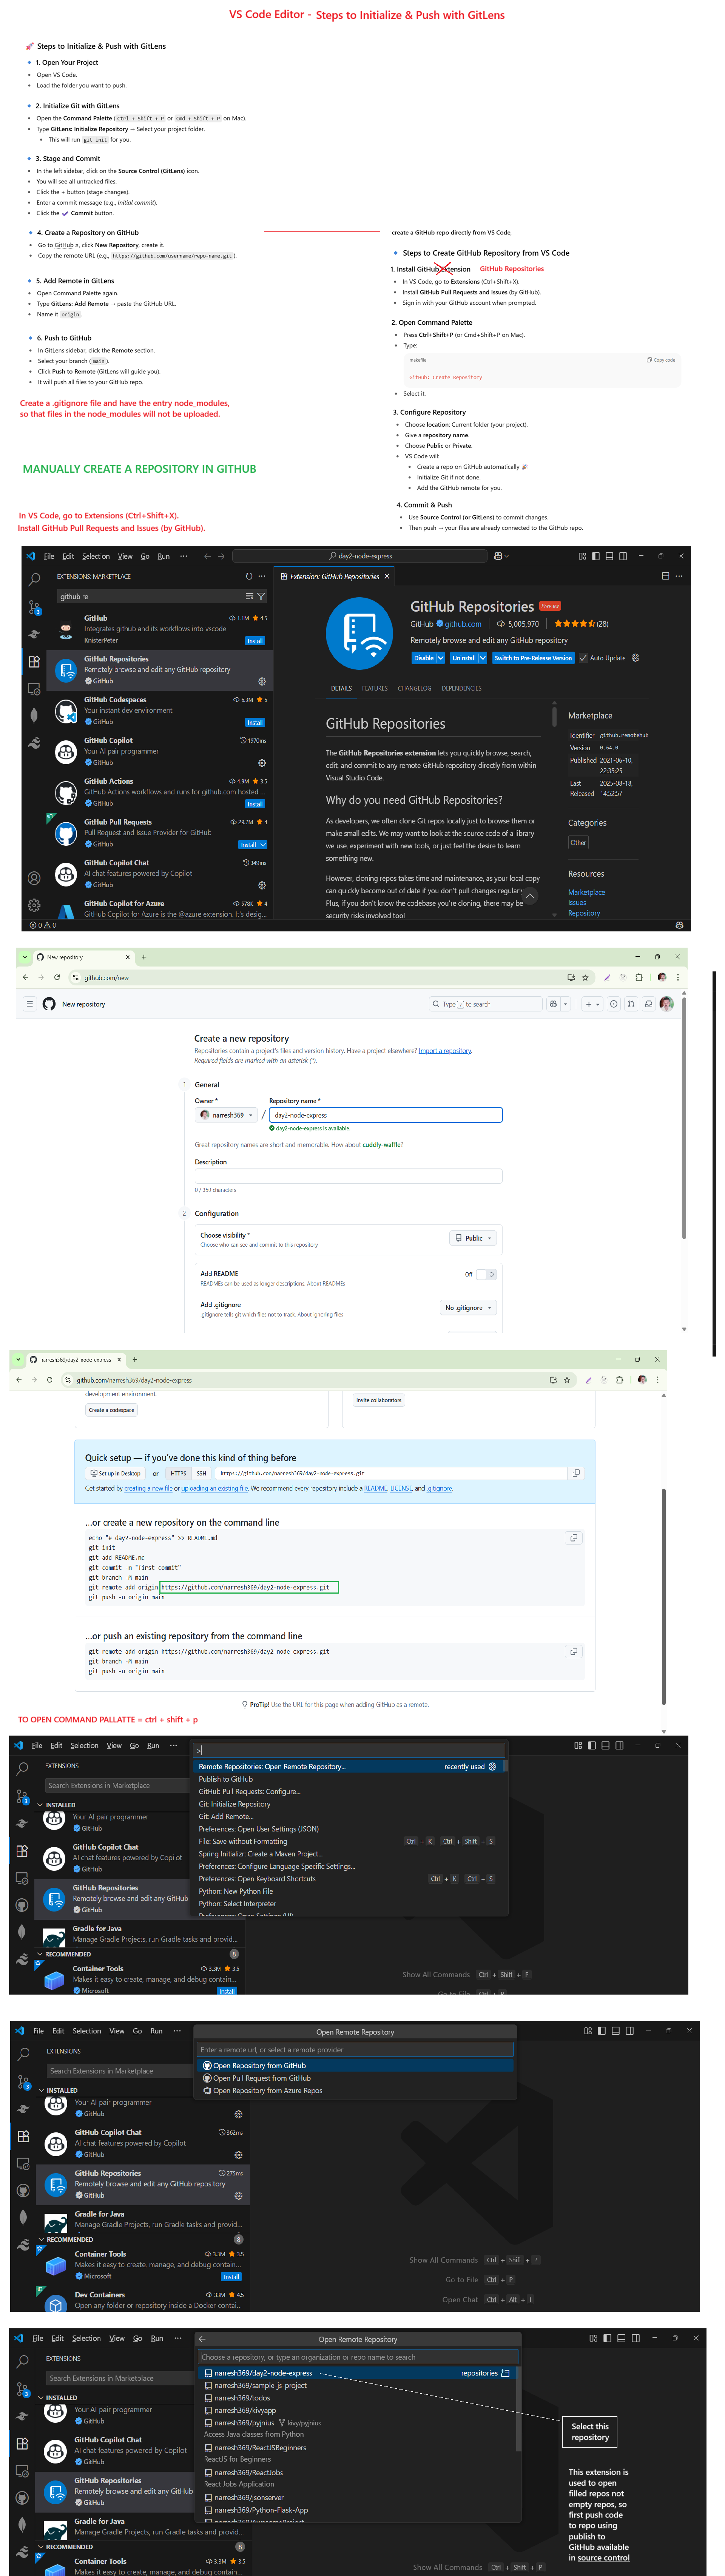 VS Code Editor - Steps to Initialize & Push with GitLens
Steps to Initialize & Push with GitLens
1. Open Your Project
Open VS Code.
Load the folder you want to push.
2. Initialize Git with GitLens
Open the Command Palette (Ctrl + Shift + P or Cmd + Shift + P on Mac).
Type GitLens: Initialize Repository → Select your project folder.
This will run git init for you.
3. Stage and Commit
In the left sidebar, click on the Source Control (GitLens) icon.
You will see all untracked files.
Click the + button (stage changes).
Enter a commit message (e.g., Initial commit).
Click the ✓ Commit button.
4. Create a Repository on GitHub
Go to GitHub, click New Repository, create it.
Copy the remote URL (e.g., https://github.com/username/repo-name.git).
5. Add Remote in GitLens
Open Command Palette again.
Type GitLens: Add Remote → paste the GitHub URL.
Name it origin.
6. Push to GitHub
In GitLens sidebar, click the Remote section.
Select your branch (main).
Click Push to Remote (GitLens will guide you).
It will push all files to your GitHub repo.
Create a .gitignore file and have the entry node_modules,
so that files in the node_modules will not be uploaded.
MANUALLY CREATE A REPOSITORY IN GITHUB
In VS Code, go to Extensions (Ctrl+Shift+X).
Install GitHub Pull Requests and Issues (by GitHub).
create a GitHub repo directly from VS Code,
Steps to Create GitHub Repository from VS Code
1. Install GitHub Extension GitHub Repositories
In VS Code, go to Extensions (Ctrl+Shift+X).
Install GitHub Pull Requests and Issues (by GitHub).
Sign in with your GitHub account when prompted.
2. Open Command Palette
Press Ctrl+Shift+P (or Cmd+Shift+P on Mac).
Type:
makefile Copy code
GitHub: Create Repository
Select it.
3. Configure Repository
Choose location: Current folder (your project).
Give a repository name.
Choose Public or Private.
VS Code will:
Create a repo on GitHub automatically
Initialize Git if not done.
Add the GitHub remote for you.
4. Commit & Push
Use Source Control (or GitLens) to commit changes.
Then push → your files are already connected to the GitHub repo.
File Edit Selection View Go Run ··· day2-node-express
EXTENSIONS: MARKETPLACE
github re
GitHub 1.1M 4.5
Integrates github and its workflows into vscode
KnisterPeter Install
GitHub Repositories
Remotely browse and edit any GitHub repository
GitHub
GitHub Codespaces 6.3M 5
Your instant dev environment
GitHub Install
GitHub Copilot 1970ms
Your AI pair programmer
GitHub
GitHub Actions 4.9M 3.5
GitHub Actions workflows and runs for github.com hosted ...
GitHub Install
GitHub Pull Requests 29.7M 4
Pull Request and Issue Provider for GitHub
GitHub Install
GitHub Copilot Chat 349ms
AI chat features powered by Copilot
GitHub
GitHub Copilot for Azure 578K 4
GitHub Copilot for Azure is the @azure extension. It's desig...
0 0
Extension: GitHub Repositories
GitHub Repositories Preview
GitHub github.com 5,005,970 (28)
Remotely browse and edit any GitHub repository
Disable Uninstall Switch to Pre-Release Version Auto Update
DETAILS FEATURES CHANGELOG DEPENDENCIES
GitHub Repositories
The GitHub Repositories extension lets you quickly browse, search,
edit, and commit to any remote GitHub repository directly from within
Visual Studio Code.
Why do you need GitHub Repositories?
As developers, we often clone Git repos locally just to browse them or
make small edits. We may want to look at the source code of a library
we use, experiment with new tools, or just feel the desire to learn
something new.
However, cloning repos takes time and maintenance, as your local copy
can quickly become out of date if you don't pull changes regularly.
Plus, if you don't know the codebase you're cloning, there may be
security risks involved too!
Marketplace
Identifier github.remotehub
Version 0.64.0
Published 2021-06-10,
22:35:25
Last 2025-08-18,
Released 14:52:57
Categories
Other
Resources
Marketplace
Issues
Repository
New repository
github.com/new
New repository Type / to search
Create a new repository
Repositories contain a project's files and version history. Have a project elsewhere? Import a repository.
Required fields are marked with an asterisk (*).
1 General
Owner * Repository name *
narresh369 / day2-node-express
day2-node-express is available.
Great repository names are short and memorable. How about cuddly-waffle?
Description
0 / 350 characters
2 Configuration
Choose visibility * Public
Choose who can see and commit to this repository
Add README Off
READMEs can be used as longer descriptions. About READMEs
Add .gitignore No .gitignore
.gitignore tells git which files not to track. About ignoring files
narresh369/day2-node-express
github.com/narresh369/day2-node-express
development environment.
Create a codespace Invite collaborators
Quick setup — if you've done this kind of thing before
Set up in Desktop or HTTPS SSH https://github.com/narresh369/day2-node-express.git
Get started by creating a new file or uploading an existing file. We recommend every repository include a README, LICENSE, and .gitignore.
...or create a new repository on the command line
echo "# day2-node-express" >> README.md
git init
git add README.md
git commit -m "first commit"
git branch -M main
git remote add origin https://github.com/narresh369/day2-node-express.git
git push -u origin main
...or push an existing repository from the command line
git remote add origin https://github.com/narresh369/day2-node-express.git
git branch -M main
git push -u origin main
ProTip! Use the URL for this page when adding GitHub as a remote.
TO OPEN COMMAND PALLATTE = ctrl + shift + p
File Edit Selection View Go Run ···
EXTENSIONS
Search Extensions in Marketplace
INSTALLED
Your AI pair programmer
GitHub
GitHub Copilot Chat
AI chat features powered by Copilot
GitHub
GitHub Repositories
Remotely browse and edit any GitHub
GitHub
Gradle for Java
Manage Gradle Projects, run Gradle tasks and provid...
RECOMMENDED 8
Container Tools 3.3M 3.5
Makes it easy to create, manage, and debug contain...
Microsoft Install
>
Remote Repositories: Open Remote Repository... recently used
Publish to GitHub
GitHub Pull Requests: Configure...
Git: Initialize Repository
Git: Add Remote...
Preferences: Open User Settings (JSON)
File: Save without Formatting Ctrl + K Ctrl + Shift + S
Spring Initializr: Create a Maven Project...
Preferences: Configure Language Specific Settings...
Preferences: Open Keyboard Shortcuts Ctrl + K Ctrl + S
Python: New Python File
Python: Select Interpreter
Preferences: Open Settings (UI)
Show All Commands Ctrl + Shift + P
Go to File Ctrl + P
File Edit Selection View Go Run ···
EXTENSIONS
Search Extensions in Marketplace
INSTALLED
Your AI pair programmer
GitHub
GitHub Copilot Chat 362ms
AI chat features powered by Copilot
GitHub
GitHub Repositories 275ms
Remotely browse and edit any GitHub repository
GitHub
Gradle for Java
Manage Gradle Projects, run Gradle tasks and provid...
RECOMMENDED 8
Container Tools 3.3M 3.5
Makes it easy to create, manage, and debug contain...
Microsoft Install
Dev Containers 33M 4.5
Open any folder or repository inside a Docker contai...
Open Remote Repository
Enter a remote url, or select a remote provider
Open Repository from GitHub
Open Pull Request from GitHub
Open Repository from Azure Repos
Show All Commands Ctrl + Shift + P
Go to File Ctrl + P
Open Chat Ctrl + Alt + I
File Edit Selection View Go Run ···
EXTENSIONS
Search Extensions in Marketplace
INSTALLED
Your AI pair programmer
GitHub
GitHub Copilot Chat
AI chat features powered by Copilot
GitHub
GitHub Repositories
Remotely browse and edit any GitHub
GitHub
Gradle for Java
Manage Gradle Projects, run Gradle tasks and provid...
RECOMMENDED 8
Container Tools 3.3M 3.5
Makes it easy to create, manage, and debug contain...
Open Remote Repository
Choose a repository, or type an organization or repo name to search
narresh369/day2-node-express repositories
narresh369/sample-js-project
narresh369/todos
narresh369/kivyapp
narresh369/pyjnius kivy/pyjnius
Access Java classes from Python
narresh369/ReactJSBeginners
ReactJS for Beginners
narresh369/ReactJobs
React Jobs Application
narresh369/jsonserver
narresh369/Python-Flask-App
narresh369/AwesomeProject
Show All Commands Ctrl + Shift + P
Select this
repository
This extension is
used to open
filled repos not
empty repos, so
first push code
to repo using
publish to
GitHub available
in source control